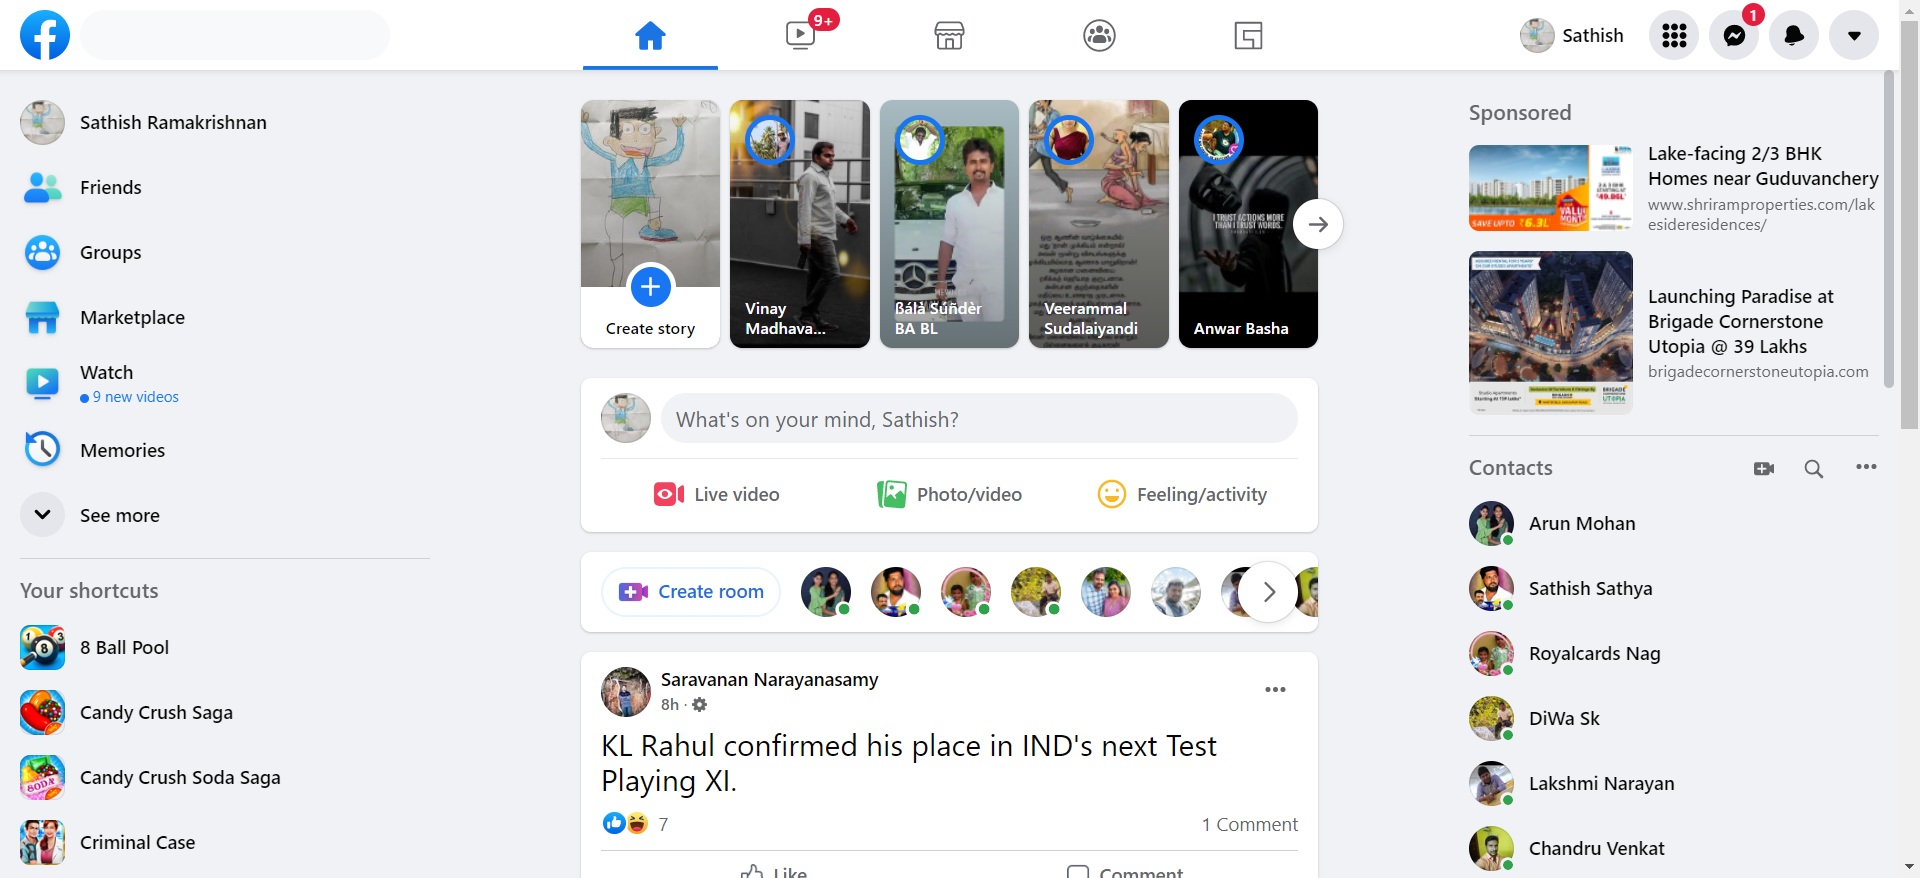 9+
Sathish
1
Sathish Ramakrishnan
Friends
Groups
Marketplace
Watch
9 new videos
Memories
See more
Your shortcuts
8 Ball Pool
Candy Crush Saga
Candy Crush Soda Saga
Criminal Case
Create story
Vinay
Madhava...
ßálà Súñdèr
BA BL
Veerammal
Sudalaiyandi
I TRUST ACTIONS MORE
THAN I TRUST WORDS.
Anwar Basha
What's on your mind, Sathish?
Live video
Photo/video
Feeling/activity
Create room
Saravanan Narayanasamy
8h ·
KL Rahul confirmed his place in IND's next Test
Playing XI.
7
1 Comment
Like
Comment
Sponsored
SAVE UPTO ₹6.3L
Lake-facing 2/3 BHK
Homes near Guduvanchery
www.shriramproperties.com/lak
esideresidences/
BRIGADE
UTOPIA
Launching Paradise at
Brigade Cornerstone
Utopia @ 39 Lakhs
brigadecornerstoneutopia.com
Contacts
Arun Mohan
Sathish Sathya
Royalcards Nag
DiWa Sk
Lakshmi Narayan
Chandru Venkat